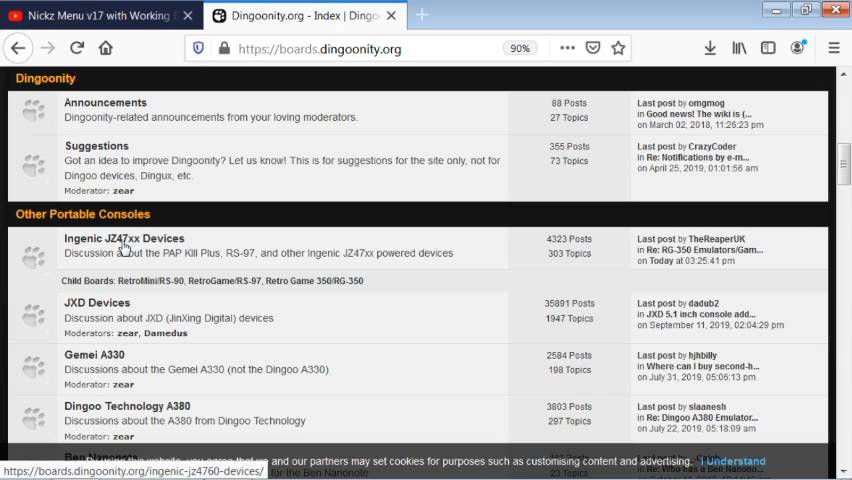 Nickz Menu v17 with Working
Dingoonity.org - Index | Dingo
https://boards.dingoonity.org
90%
Dingoonity
Announcements
Dingoonity-related announcements from your loving moderators.
88 Posts
27 Topics
Last post by omgmog
in Good news! The wiki is (...
on March 02, 2018, 11:26:23 pm
Suggestions
Got an idea to improve Dingoonity? Let us know! This is for suggestions for the site only, not for
Dingoo devices, Dingux, etc.
Moderator: zear
355 Posts
73 Topics
Last post by CrazyCoder
in Re: Notifications by e-m...
on April 25, 2019, 01:01:56 am
Other Portable Consoles
Ingenic JZ47xx Devices
Discussion about the PAP KIII Plus, RS-97, and other Ingenic JZ47xx powered devices
4323 Posts
303 Topics
Last post by TheReaperUK
in Re: RG-350 Emulators/Gam...
on Today at 03:25:41 pm
Child Boards: RetroMini/RS-90, RetroGame/RS-97, Retro Game 350/RG-350
JXD Devices
Discussion about JXD (JinXing Digital) devices
Moderators: zear, Damedus
35891 Posts
1947 Topics
Last post by dadub2
in JXD 5.1 inch console add...
on September 11, 2019, 02:04:29 pm
Gemei A330
Discussions about the Gemei A330 (not the Dingoo A330)
Moderator: zear
2584 Posts
198 Topics
Last post by hjhbilly
in Where can I buy second-h...
on July 31, 2019, 05:06:13 pm
Dingoo Technology A380
Discussions about the A380 from Dingoo Technology
Moderator: zear
3803 Posts
297 Topics
Last post by slaanesh
in Re: Dingoo A380 Emulator...
on July 22, 2019, 05:18:09 am
Ben Nanonote
for the Ben Nanonote
23 Topics
in Re: Who has a Ben Nanono...
website, you agree that we and our partners may set cookies for purposes such as customising content and advertising.
I Understand
https://boards.dingoonity.org/ingenic-jz4760-devices/